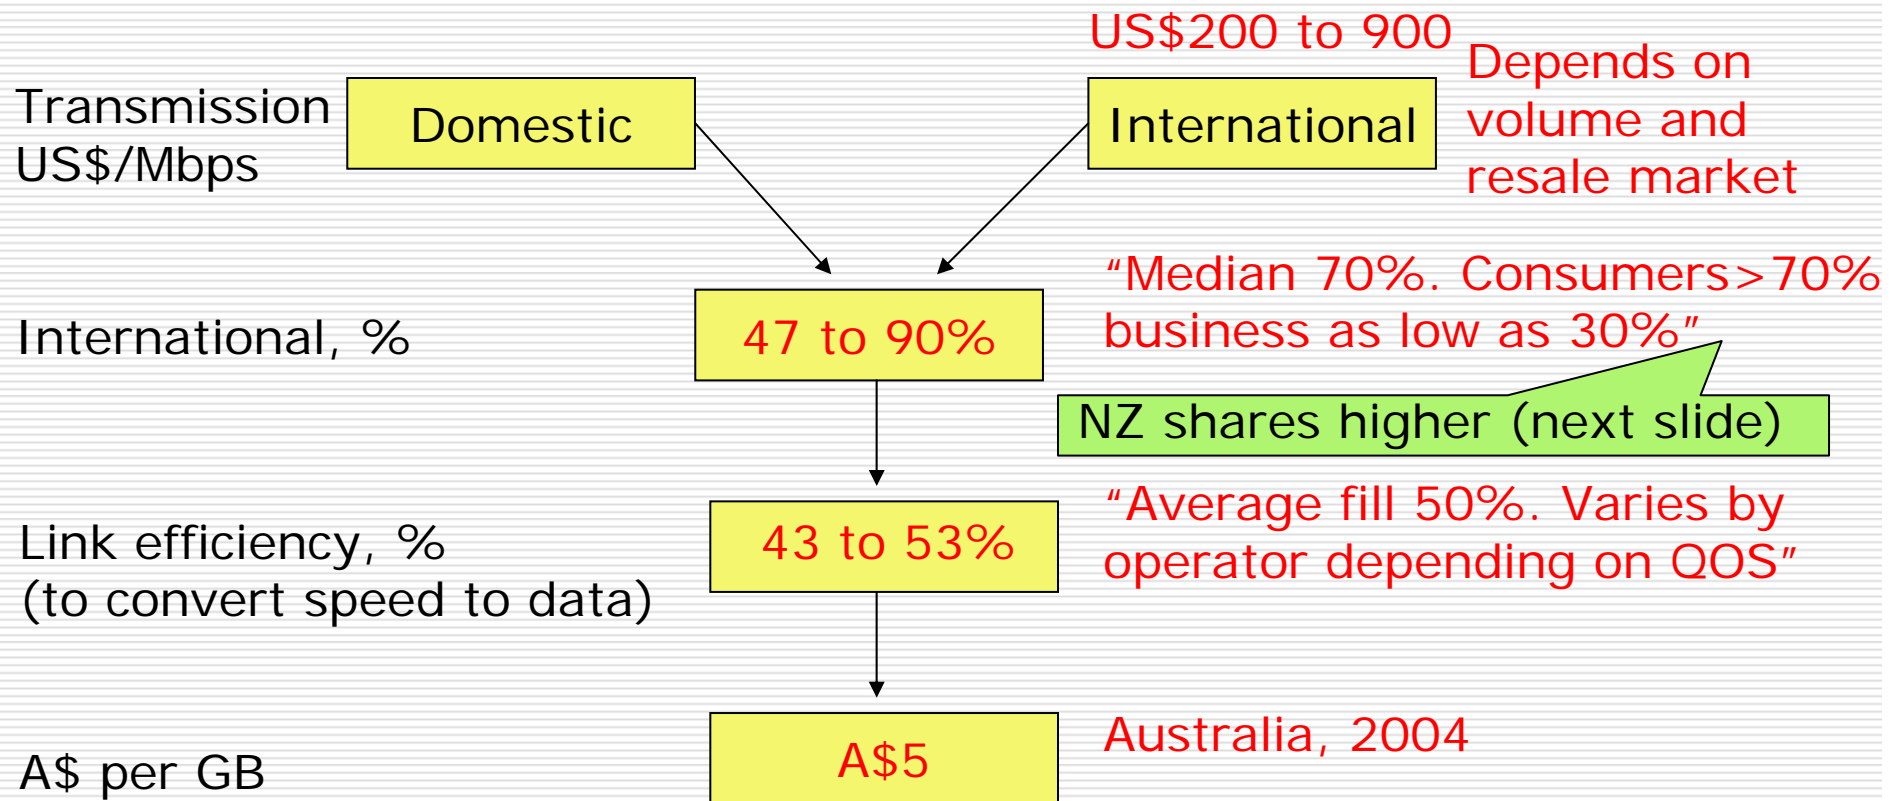 US$200 to 900
Transmission
US$/Mbps
Domestic
International
Depends on
volume and
resale market
International, %
47 to 90%
“Median 70%. Consumers>70%
business as low as 30%”
NZ shares higher (next slide)
Link efficiency, %
(to convert speed to data)
43 to 53%
“Average fill 50%. Varies by
operator depending on QOS”
A$ per GB
A$5
Australia, 2004